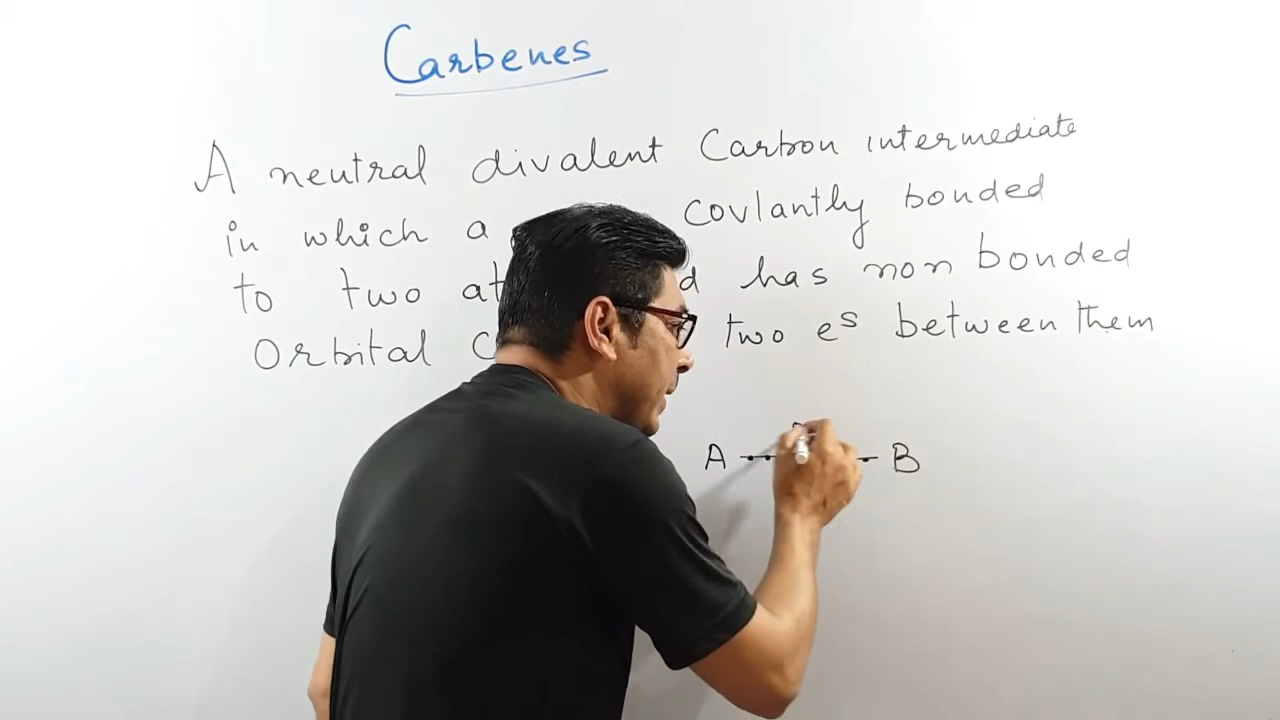 Carbenes
A neutral divalent Carbon intermediate
in which a covlantly bonded
to two has non bonded
Orbital two es between them
A B